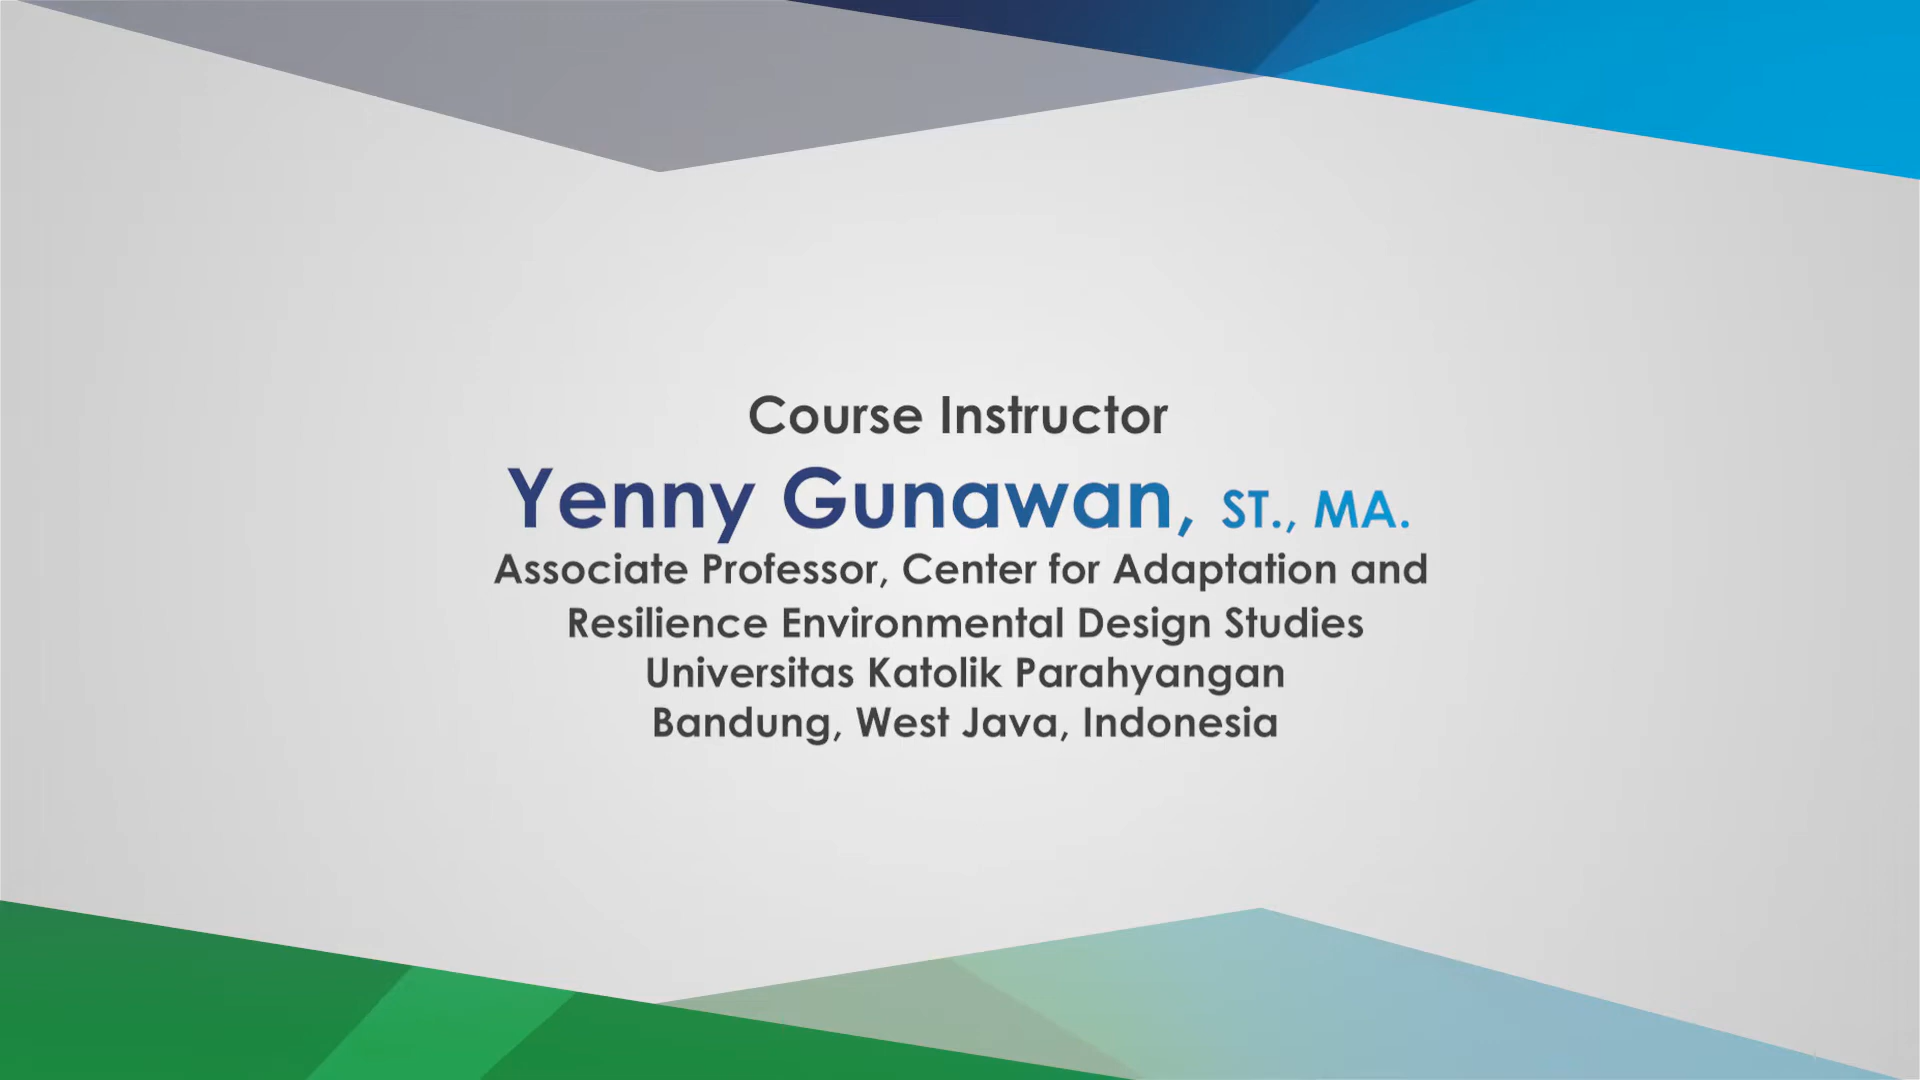 Course Instructor
Yenny Gunawan, ST., MA.
Associate Professor, Center for Adaptation and
Resilience Environmental Design Studies
Universitas Katolik Parahyangan
Bandung, West Java, Indonesia